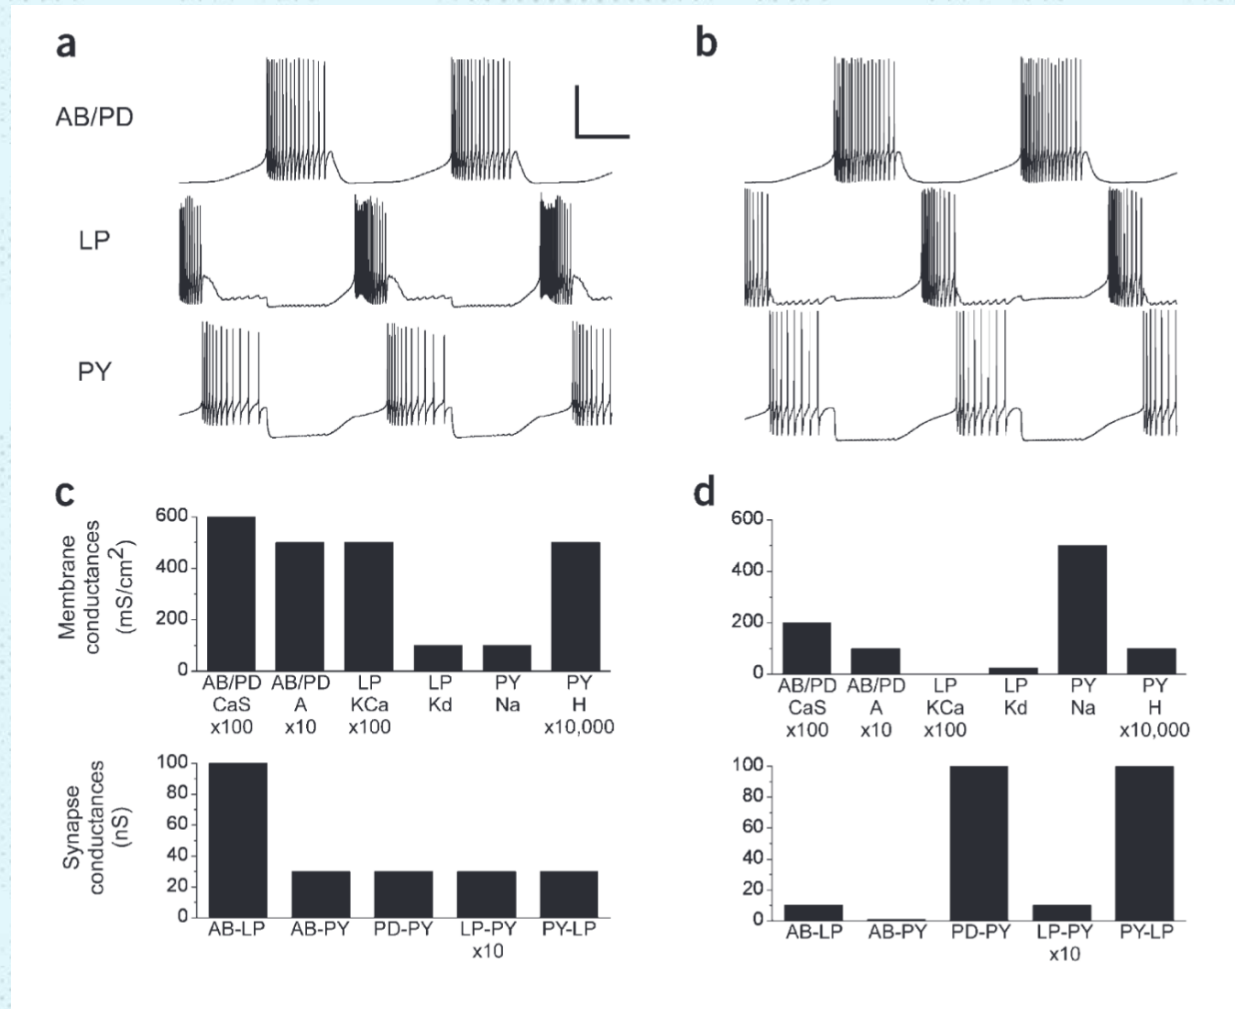 a
b
AB/PD
LP
PY
c
Membrane
conductances
(mS/cm²)
600
400
200
0
AB/PD AB/PD LP LP PY PY
CaS A KCa Kd Na H
x100 x10 x100 x10,000
Synapse
conductances
(nS)
100
80
60
40
20
0
AB-LP AB-PY PD-PY LP-PY PY-LP
x10
d
600
400
200
0
AB/PD AB/PD LP LP PY PY
CaS A KCa Kd Na H
x100 x10 x100 x10,000
100
80
60
40
20
0
AB-LP AB-PY PD-PY LP-PY PY-LP
x10